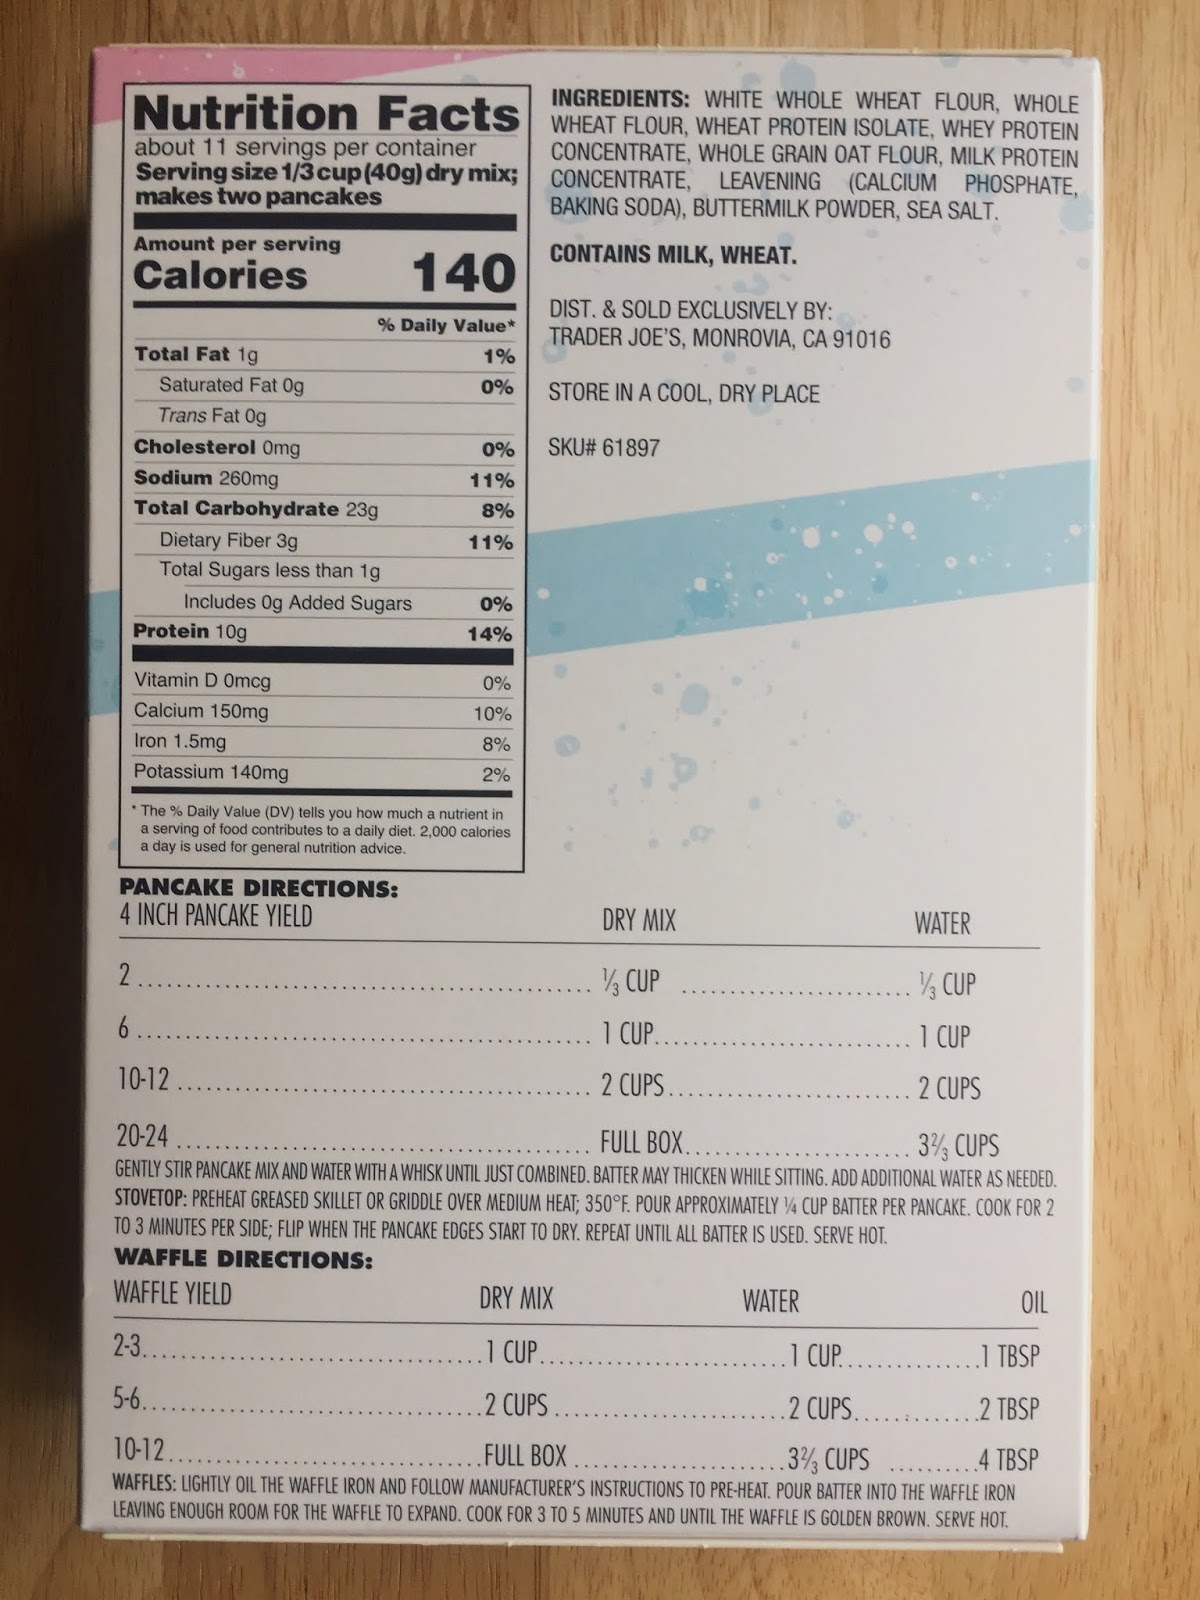 Nutrition Facts
about 11 servings per container
Serving size 1/3 cup (40g) dry mix;
makes two pancakes
Amount per serving
Calories 140
% Daily Value*
Total Fat 1g 1%
Saturated Fat 0g 0%
Trans Fat 0g
Cholesterol 0mg 0%
Sodium 260mg 11%
Total Carbohydrate 23g 8%
Dietary Fiber 3g 11%
Total Sugars less than 1g
Includes 0g Added Sugars 0%
Protein 10g 14%
Vitamin D 0mcg 0%
Calcium 150mg 10%
Iron 1.5mg 8%
Potassium 140mg 2%
* The % Daily Value (DV) tells you how much a nutrient in
a serving of food contributes to a daily diet. 2,000 calories
a day is used for general nutrition advice.
INGREDIENTS: WHITE WHOLE WHEAT FLOUR, WHOLE
WHEAT FLOUR, WHEAT PROTEIN ISOLATE, WHEY PROTEIN
CONCENTRATE, WHOLE GRAIN OAT FLOUR, MILK PROTEIN
CONCENTRATE, LEAVENING (CALCIUM PHOSPHATE,
BAKING SODA), BUTTERMILK POWDER, SEA SALT.
CONTAINS MILK, WHEAT.
DIST. & SOLD EXCLUSIVELY BY:
TRADER JOE'S, MONROVIA, CA 91016
STORE IN A COOL, DRY PLACE
SKU# 61897
PANCAKE DIRECTIONS:
4 INCH PANCAKE YIELD DRY MIX WATER
2 ........ ⅓ CUP ........ ⅓ CUP
6 ........ 1 CUP ........ 1 CUP
10-12 ........ 2 CUPS ........ 2 CUPS
20-24 ........ FULL BOX ........ 3⅔ CUPS
GENTLY STIR PANCAKE MIX AND WATER WITH A WHISK UNTIL JUST COMBINED. BATTER MAY THICKEN WHILE SITTING. ADD ADDITIONAL WATER AS NEEDED.
STOVETOP: PREHEAT GREASED SKILLET OR GRIDDLE OVER MEDIUM HEAT; 350°F. POUR APPROXIMATELY ¼ CUP BATTER PER PANCAKE. COOK FOR 2
TO 3 MINUTES PER SIDE; FLIP WHEN THE PANCAKE EDGES START TO DRY. REPEAT UNTIL ALL BATTER IS USED. SERVE HOT.
WAFFLE DIRECTIONS:
WAFFLE YIELD DRY MIX WATER OIL
2-3 ........ 1 CUP ........ 1 CUP ........ 1 TBSP
5-6 ........ 2 CUPS ........ 2 CUPS ........ 2 TBSP
10-12 ........ FULL BOX ........ 3⅔ CUPS ........ 4 TBSP
WAFFLES: LIGHTLY OIL THE WAFFLE IRON AND FOLLOW MANUFACTURER'S INSTRUCTIONS TO PRE-HEAT. POUR BATTER INTO THE WAFFLE IRON
LEAVING ENOUGH ROOM FOR THE WAFFLE TO EXPAND. COOK FOR 3 TO 5 MINUTES AND UNTIL THE WAFFLE IS GOLDEN BROWN. SERVE HOT.